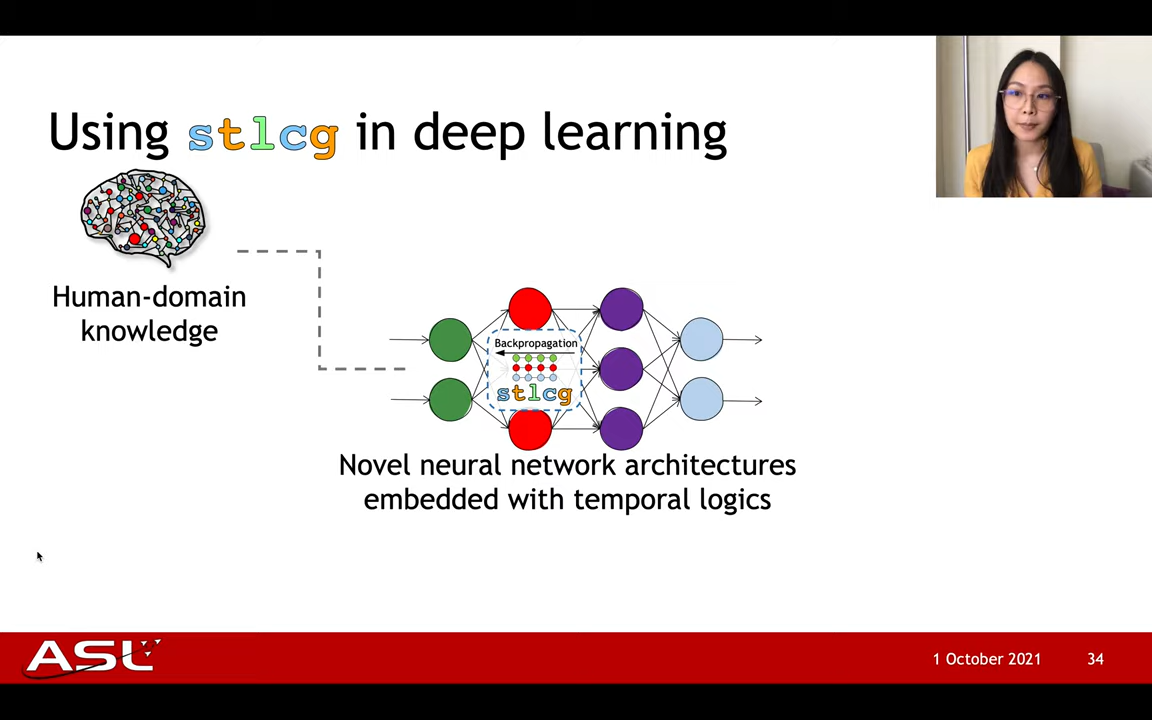 Using stlcg in deep learning
Human-domain
knowledge
Backpropagation
stlcg
Novel neural network architectures
embedded with temporal logics
ASL
1 October 2021
34